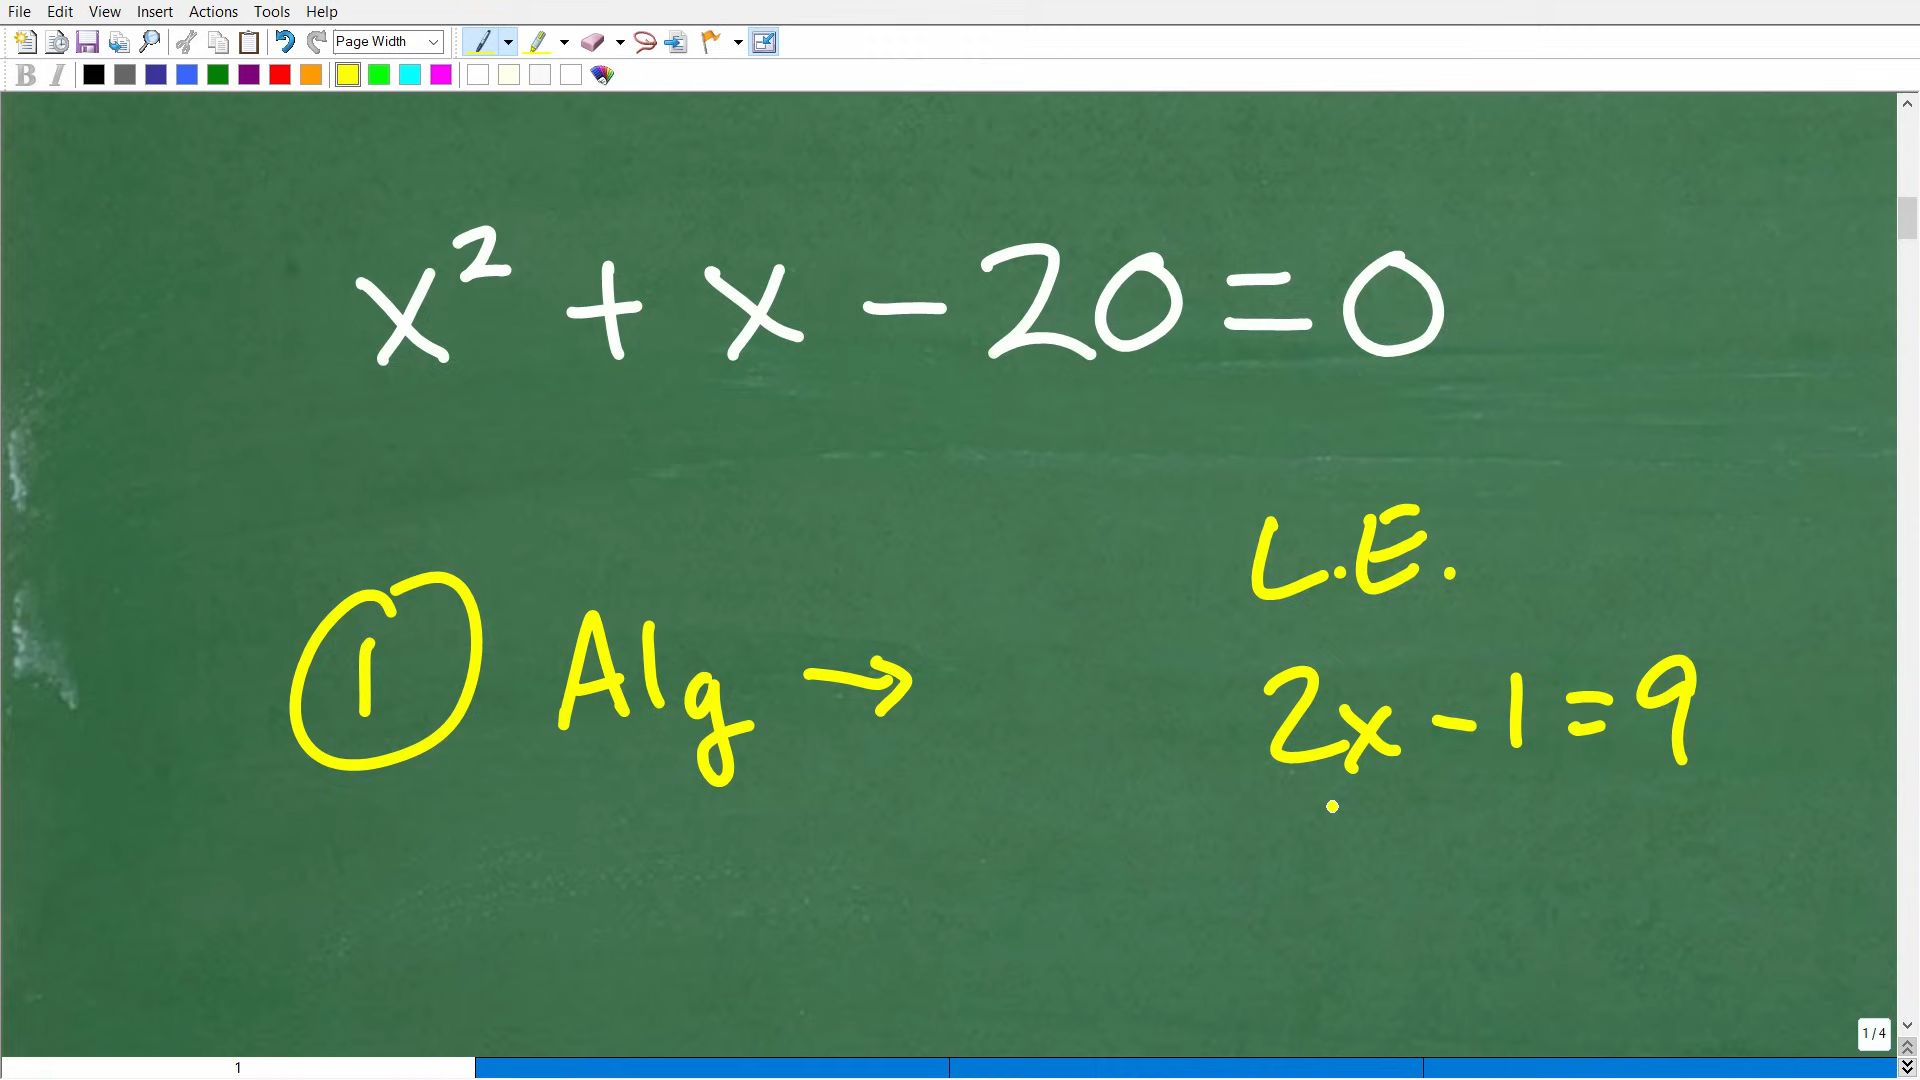 File Edit View Insert Actions Tools Help
Page Width
B I
x² + x - 20 = 0
L.E.
① Alg →
2x - 1 = 9
1 / 4
1